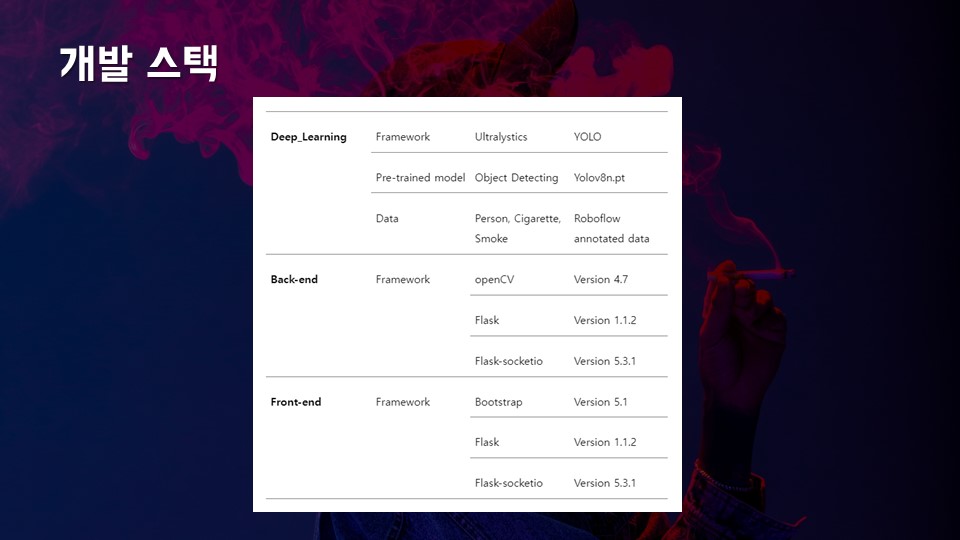 개발 스택
Deep_Learning Framework Ultralystics YOLO
Pre-trained model Object Detecting Yolov8n.pt
Data Person, Cigarette, Roboflow
Smoke annotated data
Back-end Framework openCV Version 4.7
Flask Version 1.1.2
Flask-socketio Version 5.3.1
Front-end Framework Bootstrap Version 5.1
Flask Version 1.1.2
Flask-socketio Version 5.3.1